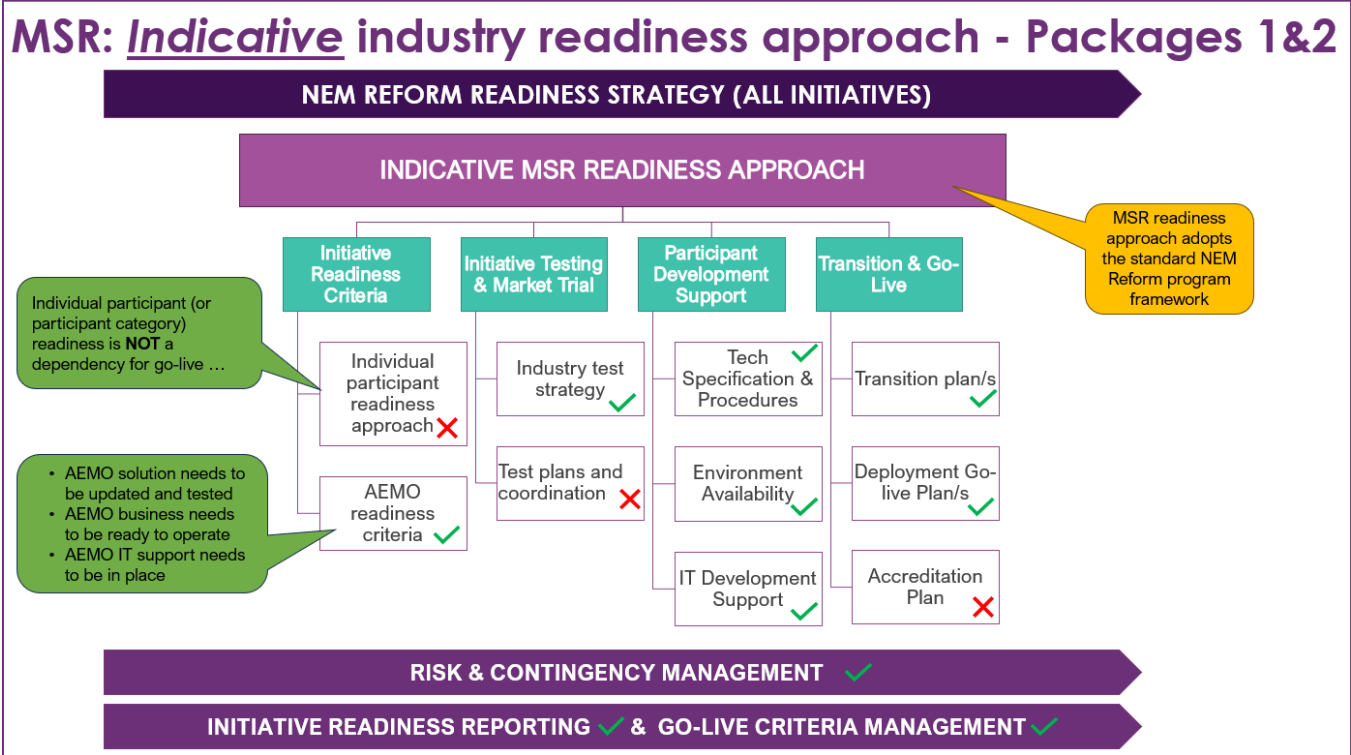 MSR: Indicative industry readiness approach - Packages 1&2
NEM REFORM READINESS STRATEGY (ALL INITIATIVES)
INDICATIVE MSR READINESS APPROACH
MSR readiness
approach adopts
the standard NEM
Reform program
framework
Initiative
Readiness
Criteria
Initiative Testing
& Market Trial
Participant
Development
Support
Transition & Go-
Live
Individual participant (or
participant category)
readiness is NOT a
dependency for go-live …
Individual
participant
readiness
approach
Industry test
strategy
Tech
Specification &
Procedures
Transition plan/s
• AEMO solution needs to
be updated and tested
• AEMO business needs
to be ready to operate
• AEMO IT support needs
to be in place
AEMO
readiness
criteria
Test plans and
coordination
Environment
Availability
Deployment Go-
live Plan/s
IT Development
Support
Accreditation
Plan
RISK & CONTINGENCY MANAGEMENT
INITIATIVE READINESS REPORTING & GO-LIVE CRITERIA MANAGEMENT